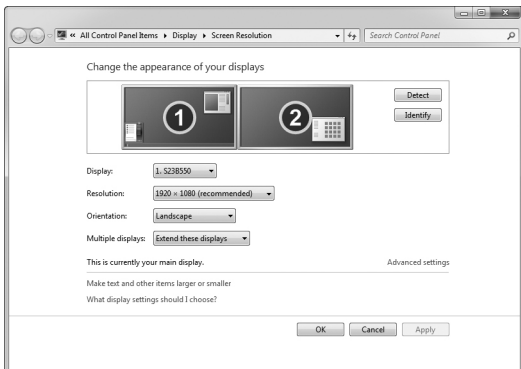 « All Control Panel Items ▸ Display ▸ Screen Resolution
Search Control Panel
Change the appearance of your displays
1
2
Detect
Identify
Display:
1. S23B550
Resolution:
1920 × 1080 (recommended)
Orientation:
Landscape
Multiple displays:
Extend these displays
This is currently your main display.
Advanced settings
Make text and other items larger or smaller
What display settings should I choose?
OK
Cancel
Apply